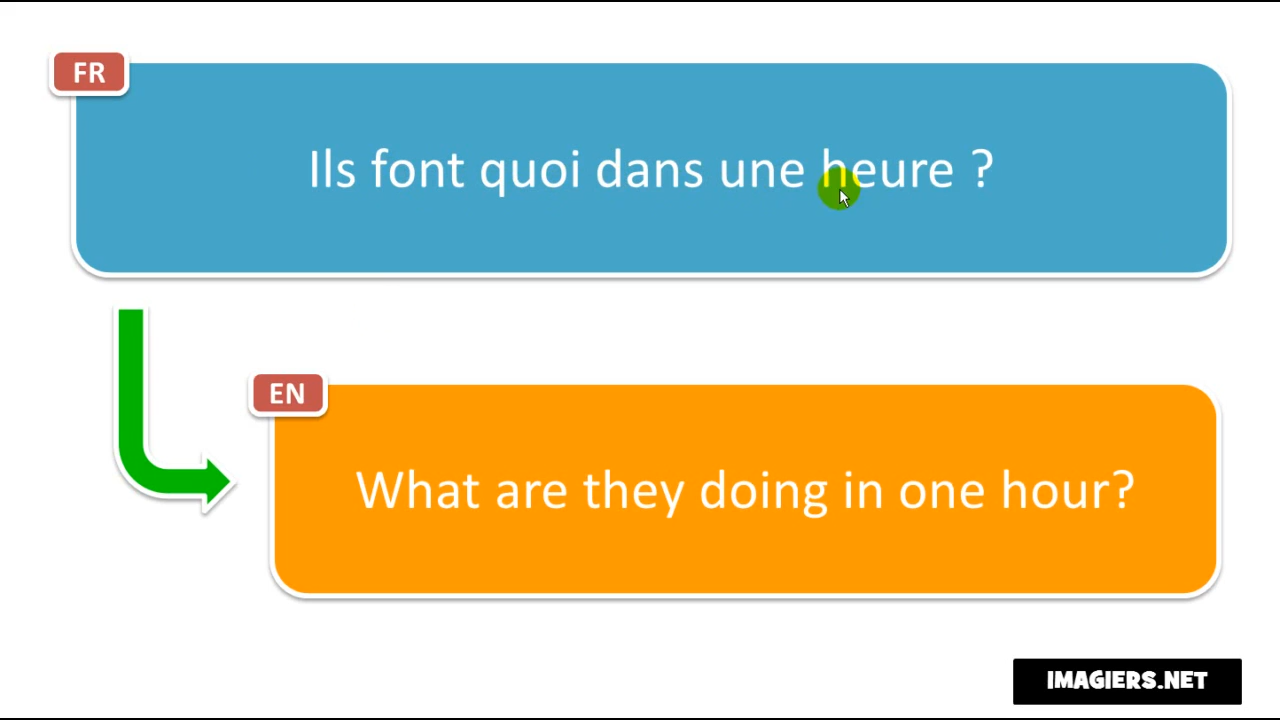 FR
Ils font quoi dans une heure ?
EN
What are they doing in one hour?
IMAGIERS.NET